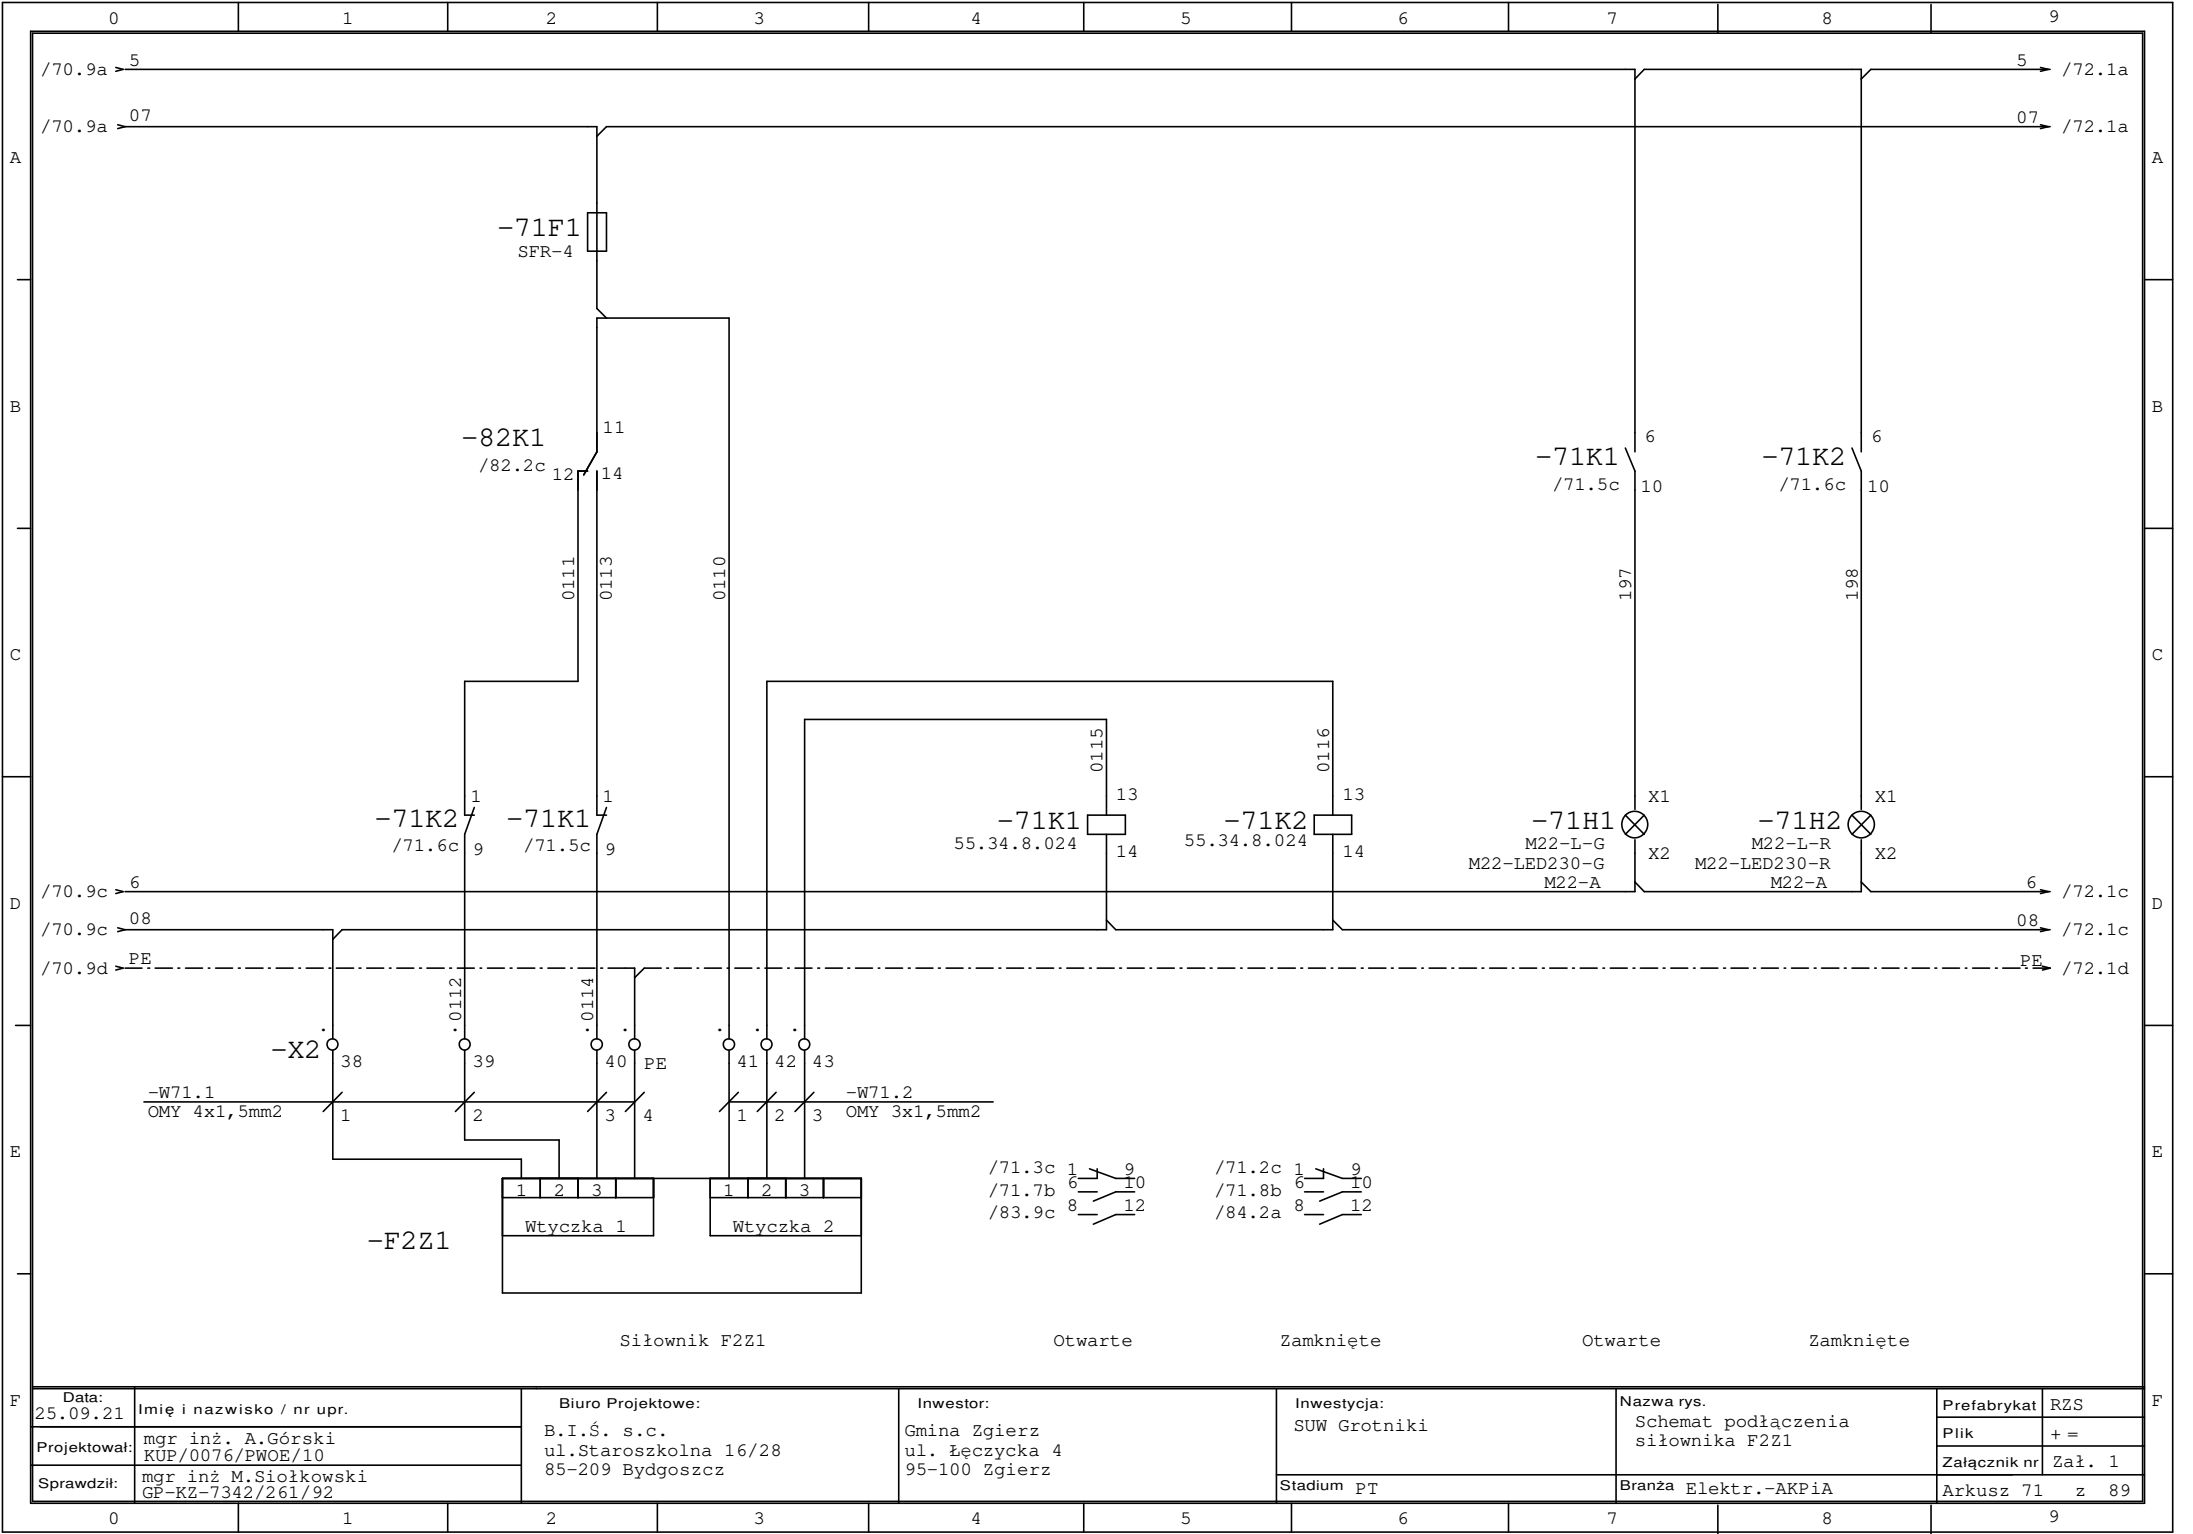 0 1 2 3 4 5 6 7 8 9
/70.9a 5 5 /72.1a
/70.9a 07 07 /72.1a
A A
-71F1
SFR-4
B B
-82K1 11
/82.2c 12 14
-71K1 6
/71.5c 10
-71K2 6
/71.6c 10
0111 0113 0110 197 198
C C
0115 0116
-71K2 1
/71.6c 9
-71K1 1
/71.5c 9
-71K1 13
55.34.8.024 14
-71K2 13
55.34.8.024 14
-71H1 X1
M22-L-G X2
M22-LED230-G
M22-A
-71H2 X1
M22-L-R X2
M22-LED230-R
M22-A
/70.9c 6 6 /72.1c
D D
/70.9c 08 08 /72.1c
/70.9d PE PE /72.1d
0112 0114
-X2 38 39 40 PE 41 42 43
-W71.1
OMY 4x1,5mm2
1 2 3 4 1 2 3
-W71.2
OMY 3x1,5mm2
E E
/71.3c 1 9
/71.7b 6 10
/83.9c 8 12
/71.2c 1 9
/71.8b 6 10
/84.2a 8 12
1 2 3 1 2 3
Wtyczka 1 Wtyczka 2
-F2Z1
Siłownik F2Z1 Otwarte Zamknięte Otwarte Zamknięte
F F
Data:
25.09.21
Imię i nazwisko / nr upr.
Projektował:
mgr inż. A.Górski
KUP/0076/PWOE/10
Sprawdził:
mgr inż M.Siołkowski
GP-KZ-7342/261/92
Biuro Projektowe:
B.I.Ś. s.c.
ul.Staroszkolna 16/28
85-209 Bydgoszcz
Inwestor:
Gmina Zgierz
ul. Łęczycka 4
95-100 Zgierz
Inwestycja:
SUW Grotniki
Stadium PT
Nazwa rys.
Schemat podłączenia
siłownika F2Z1
Branża Elektr.-AKPiA
Prefabrykat RZS
Plik + =
Załącznik nr Zał. 1
Arkusz 71 z 89
0 1 2 3 4 5 6 7 8 9